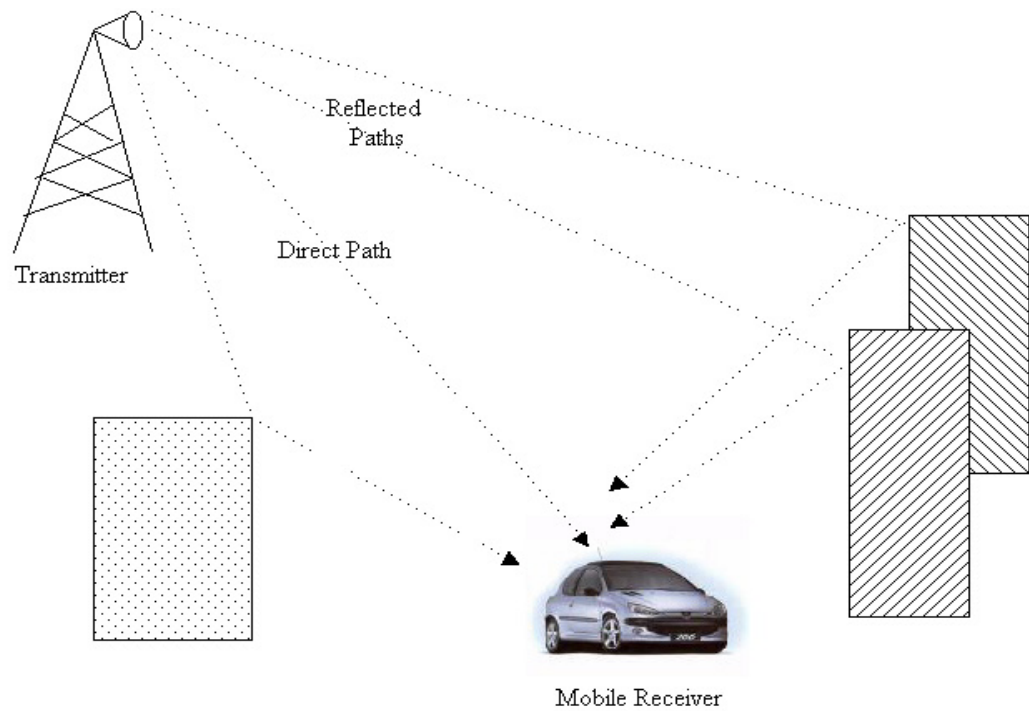 Reflected
Paths
Direct Path
Transmitter
Mobile Receiver